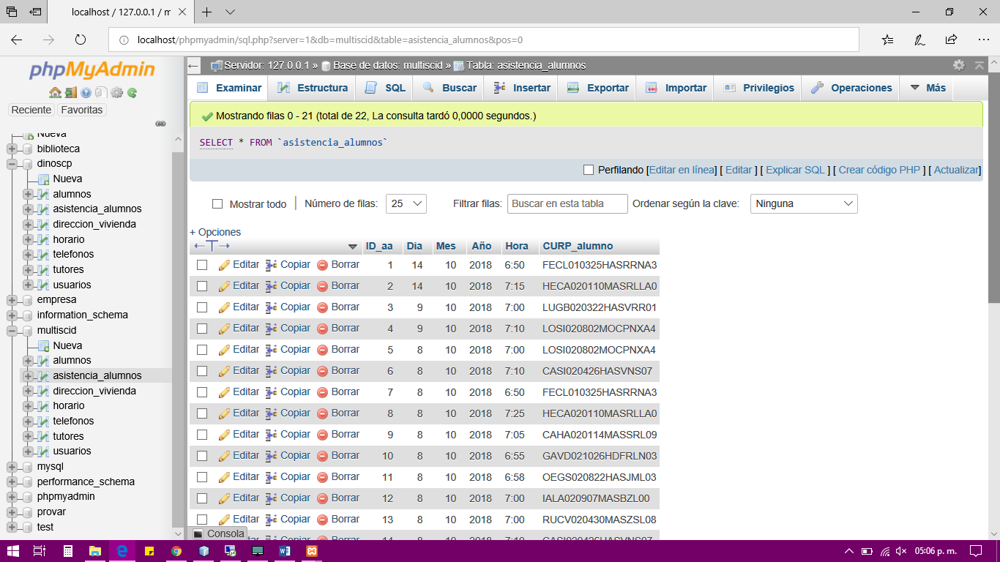 localhost / 127.0.0.1 / m
localhost/phpmyadmin/sql.php?server=1&db=multiscid&table=asistencia_alumnos&pos=0
phpMyAdmin
Reciente Favoritas
Nueva
biblioteca
dinoscp
Nueva
alumnos
asistencia_alumnos
direccion_vivienda
horario
telefonos
tutores
usuarios
empresa
information_schema
multiscid
Nueva
alumnos
asistencia_alumnos
direccion_vivienda
horario
telefonos
tutores
usuarios
mysql
performance_schema
phpmyadmin
provar
test
Servidor: 127.0.0.1 » Base de datos: multiscid » Tabla: asistencia_alumnos
Examinar Estructura SQL Buscar Insertar Exportar Importar Privilegios Operaciones Más
Mostrando filas 0 - 21 (total de 22, La consulta tardó 0,0000 segundos.)
SELECT * FROM `asistencia_alumnos`
Perfilando [Editar en línea] [ Editar ] [ Explicar SQL ] [ Crear código PHP ] [ Actualizar]
Mostrar todo | Número de filas: 25 Filtrar filas: Buscar en esta tabla Ordenar según la clave: Ninguna
+ Opciones
←T→ ID_aa Dia Mes Año Hora CURP_alumno
Editar Copiar Borrar 1 14 10 2018 6:50 FECL010325HASRRNA3
Editar Copiar Borrar 2 14 10 2018 7:15 HECA020110MASRLLA0
Editar Copiar Borrar 3 9 10 2018 7:00 LUGB020322HASVRR01
Editar Copiar Borrar 4 9 10 2018 7:10 LOSI020802MOCPNXA4
Editar Copiar Borrar 5 8 10 2018 7:00 LOSI020802MOCPNXA4
Editar Copiar Borrar 6 8 10 2018 7:10 CASI020426HASVNS07
Editar Copiar Borrar 7 8 10 2018 6:50 FECL010325HASRRNA3
Editar Copiar Borrar 8 8 10 2018 7:25 HECA020110MASRLLA0
Editar Copiar Borrar 9 8 10 2018 7:05 CAHA020114MASSRL09
Editar Copiar Borrar 10 8 10 2018 6:55 GAVD021026HDFRLN03
Editar Copiar Borrar 11 8 10 2018 6:58 OEGS020822HASJML03
Editar Copiar Borrar 12 8 10 2018 7:00 IALA020907MASBZL00
Editar Copiar Borrar 13 8 10 2018 7:00 RUCV020430MASZSL08
Editar Copiar Borrar 14 8 10 2018 7:10 CASI020426HASVNS07
Consola
05:06 p. m.